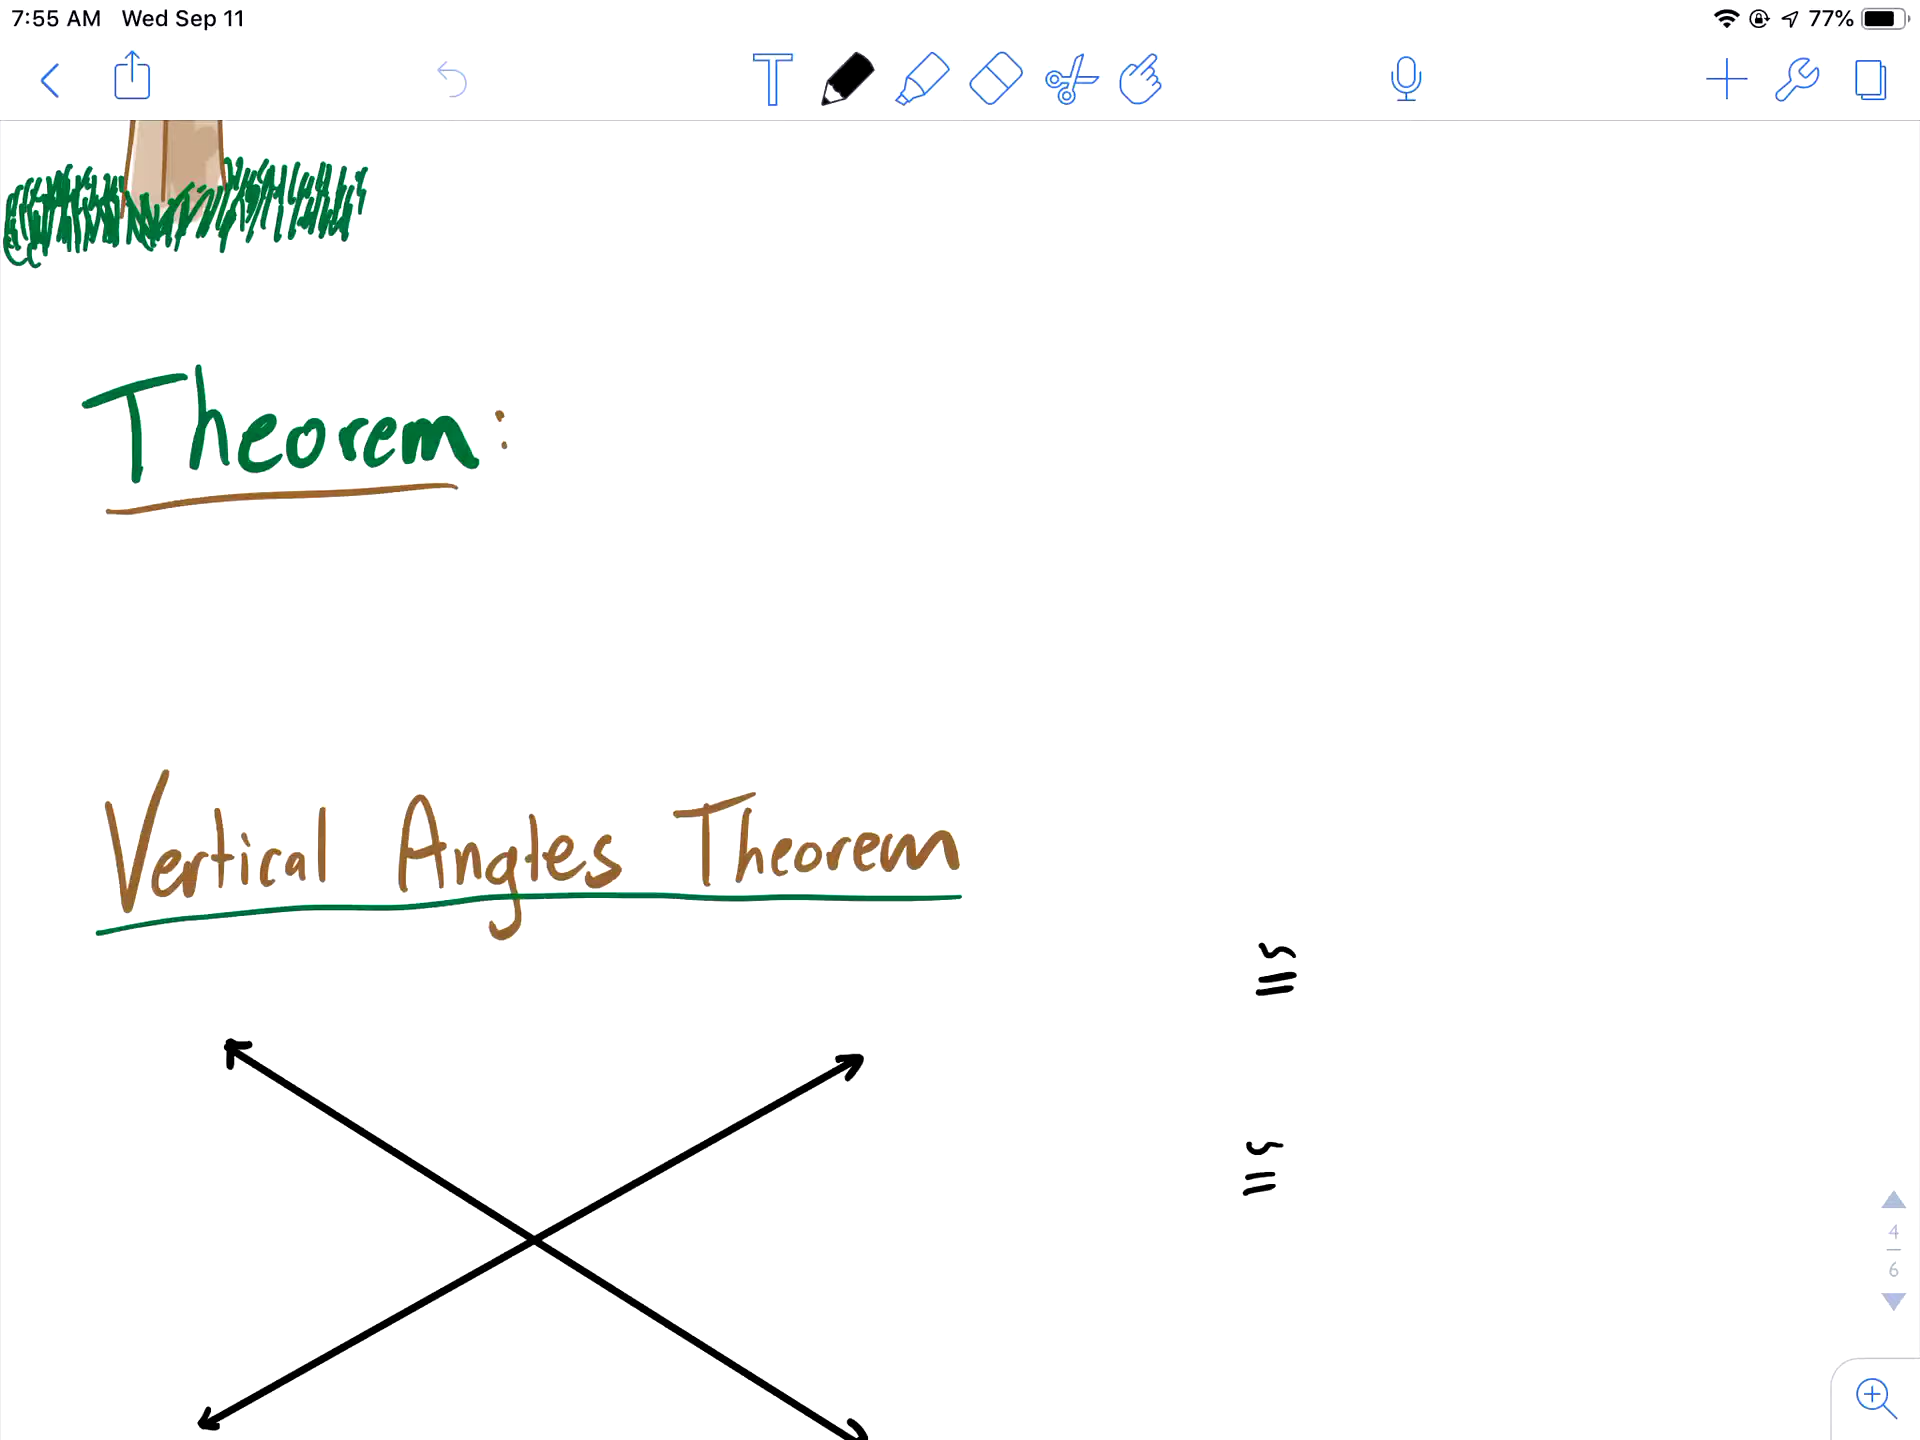 7:55 AM Wed Sep 11 77%
T
Theorem:
Vertical Angles Theorem
≅
≅
4
6